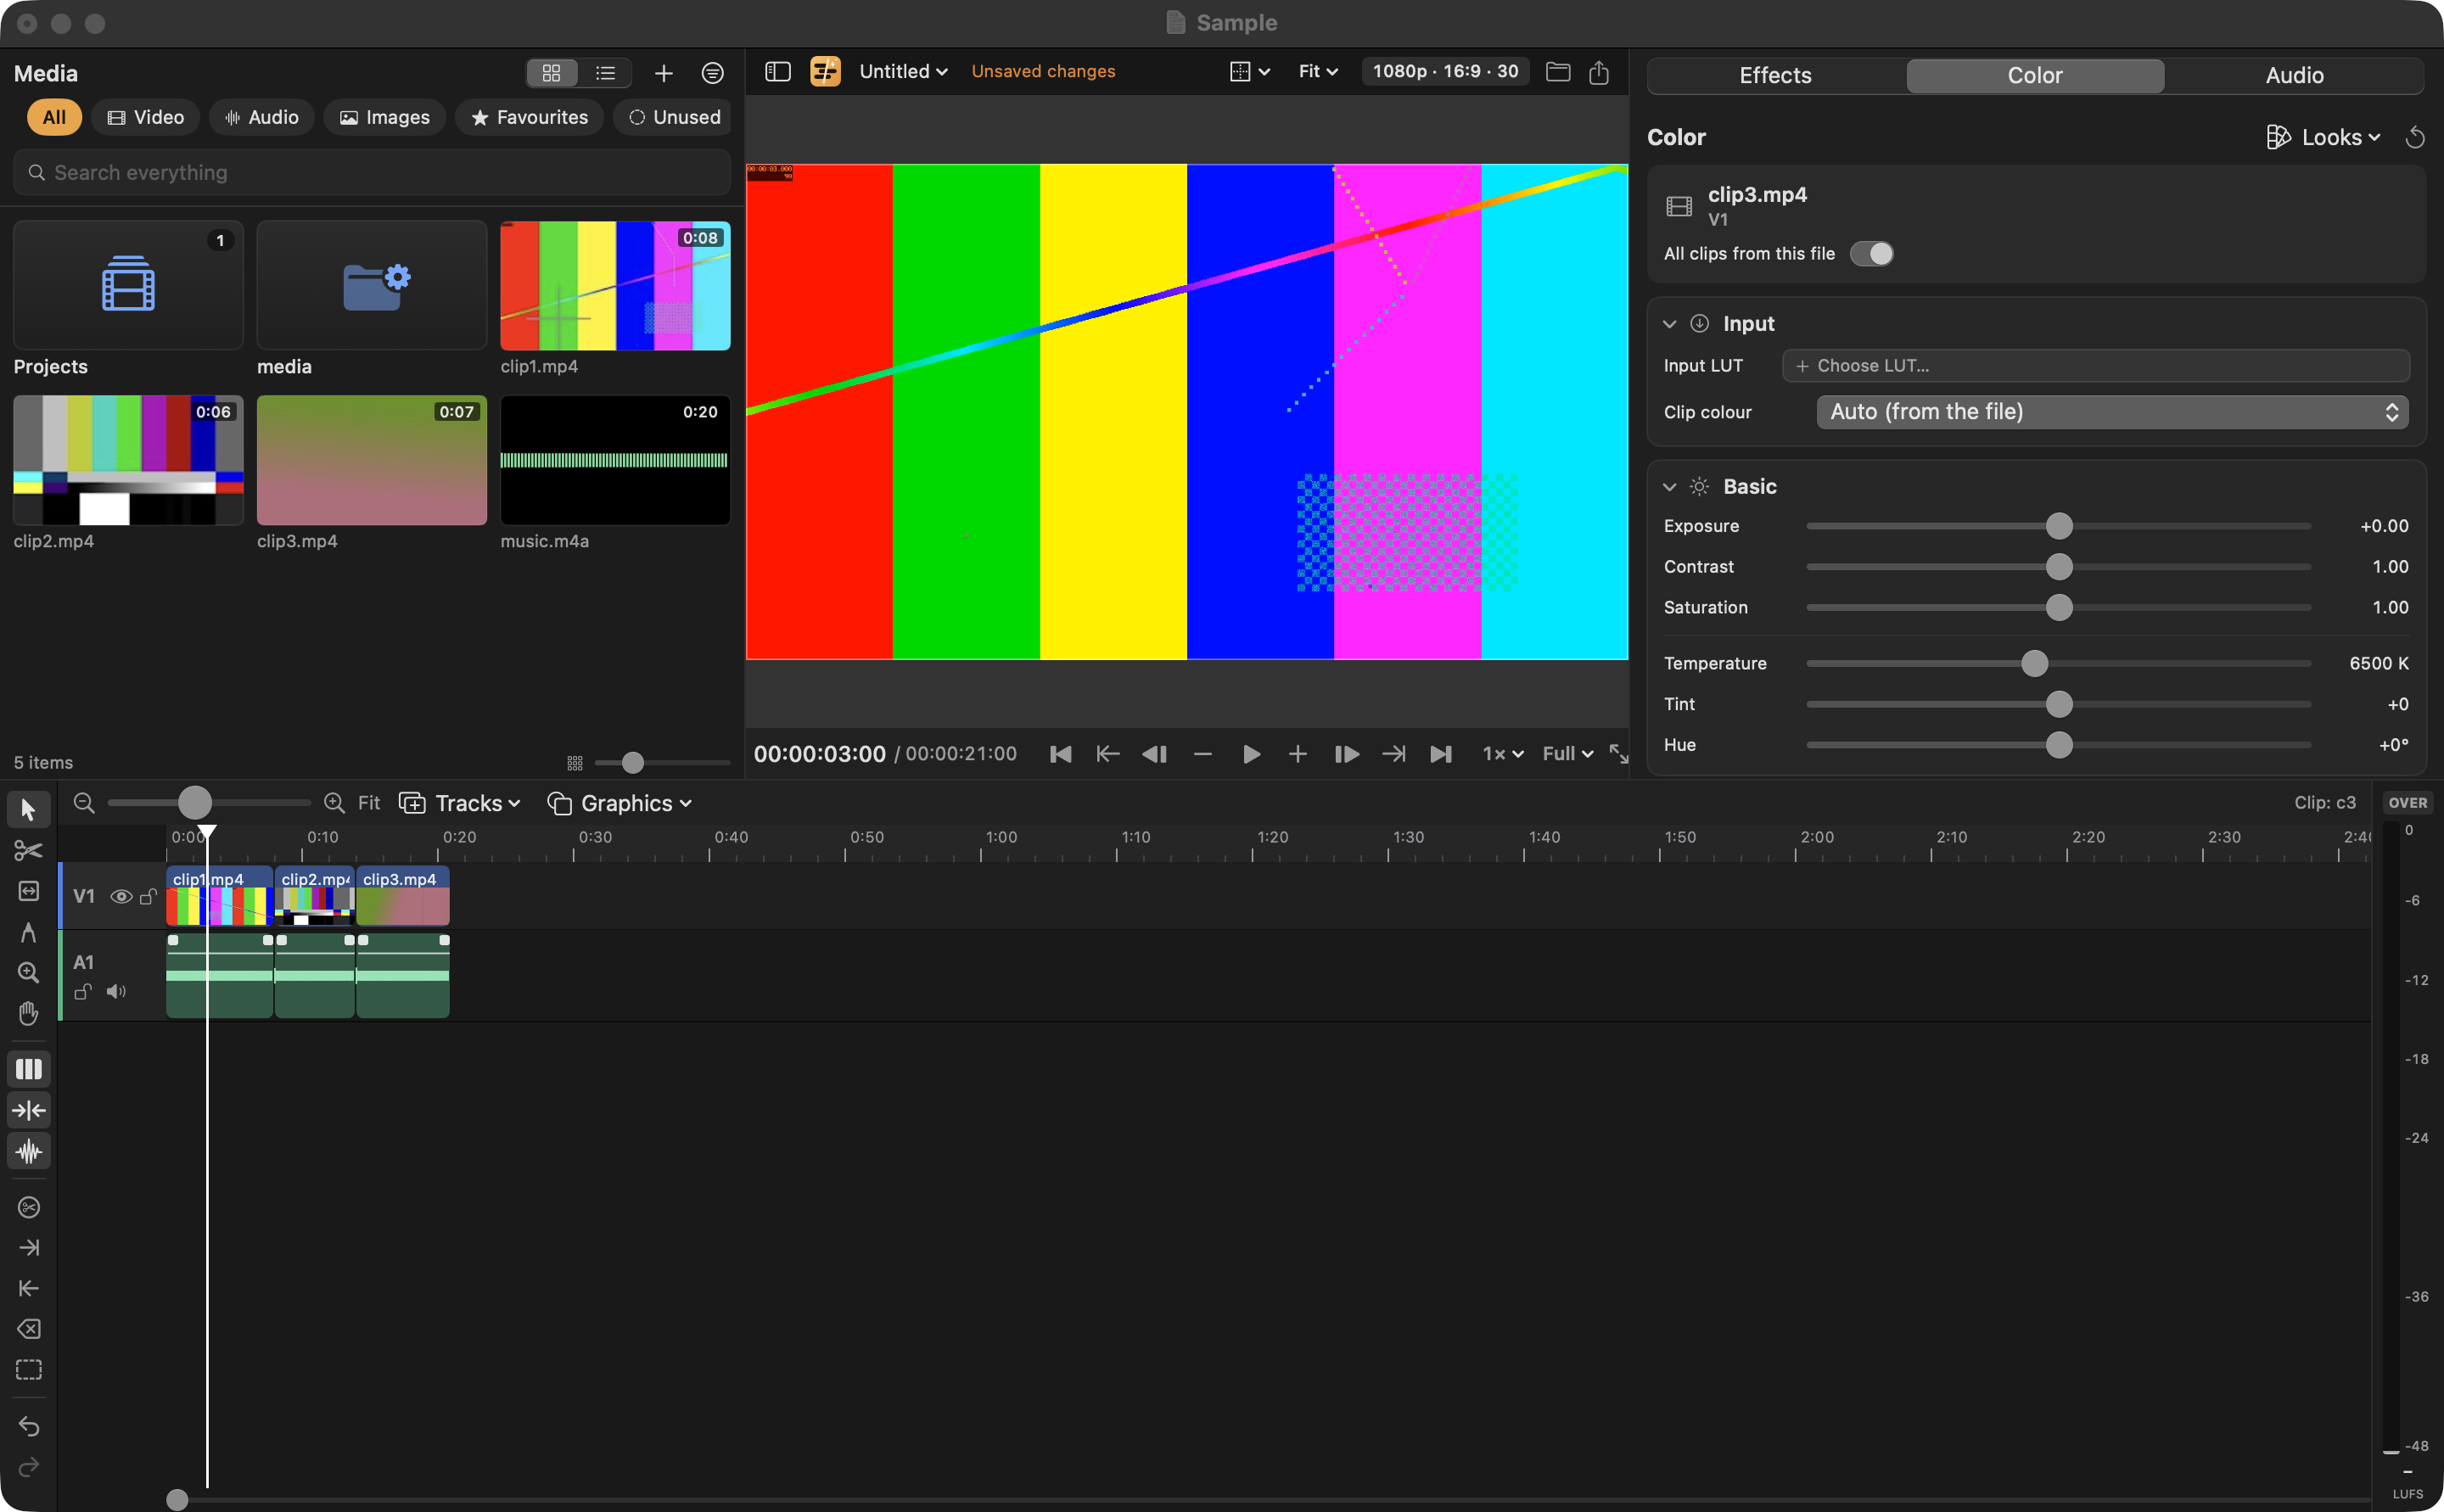 Sample
Media
All Video Audio Images Favourites Unused
Search everything
1
Projects
media
0:08
clip1.mp4
0:06
clip2.mp4
0:07
clip3.mp4
0:20
music.m4a
5 items
Untitled Unsaved changes Fit 1080p · 16:9 · 30
00:00:03.000
90
00:00:03:00 / 00:00:21:00 1× Full
Effects Color Audio
Color Looks
clip3.mp4
V1
All clips from this file
Input
Input LUT Choose LUT...
Clip colour Auto (from the file)
Basic
Exposure +0.00
Contrast 1.00
Saturation 1.00
Temperature 6500 K
Tint +0
Hue +0°
Fit Tracks Graphics Clip: c3 OVER
0:00 0:10 0:20 0:30 0:40 0:50 1:00 1:10 1:20 1:30 1:40 1:50 2:00 2:10 2:20 2:30
V1 clip1.mp4 clip2.mp4 clip3.mp4
A1
0
-6
-12
-18
-24
-36
-48
–
LUFS